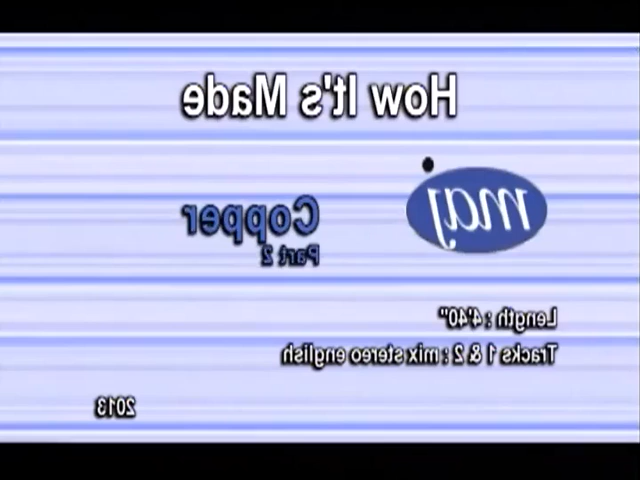 How It's Made
maj
Copper
Part 2
Length : 4'40"
Tracks 1 & 2 : mix stereo english
2013